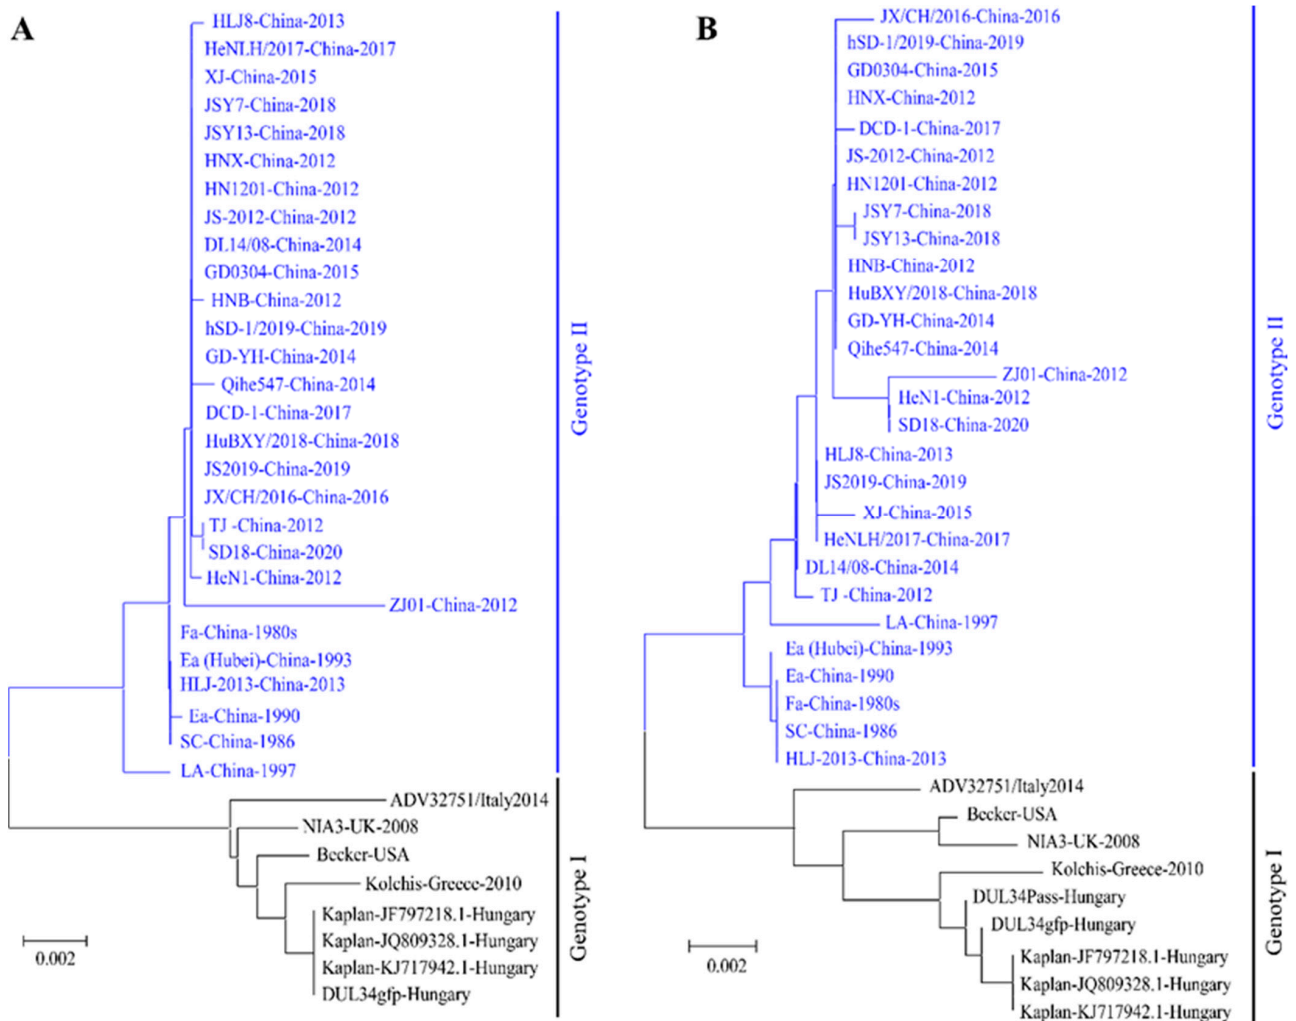 A
HLJ8-China-2013
HeNLH/2017-China-2017
XJ-China-2015
JSY7-China-2018
JSY13-China-2018
HNX-China-2012
HN1201-China-2012
JS-2012-China-2012
DL14/08-China-2014
GD0304-China-2015
HNB-China-2012
hSD-1/2019-China-2019
GD-YH-China-2014
Qihe547-China-2014
DCD-1-China-2017
HuBXY/2018-China-2018
JS2019-China-2019
JX/CH/2016-China-2016
TJ -China-2012
SD18-China-2020
HeN1-China-2012
ZJ01-China-2012
Fa-China-1980s
Ea (Hubei)-China-1993
HLJ-2013-China-2013
Ea-China-1990
SC-China-1986
LA-China-1997
Genotype II
ADV32751/Italy2014
NIA3-UK-2008
Becker-USA
Kolchis-Greece-2010
Kaplan-JF797218.1-Hungary
Kaplan-JQ809328.1-Hungary
Kaplan-KJ717942.1-Hungary
DUL34gfp-Hungary
Genotype I
0.002
B
JX/CH/2016-China-2016
hSD-1/2019-China-2019
GD0304-China-2015
HNX-China-2012
DCD-1-China-2017
JS-2012-China-2012
HN1201-China-2012
JSY7-China-2018
JSY13-China-2018
HNB-China-2012
HuBXY/2018-China-2018
GD-YH-China-2014
Qihe547-China-2014
ZJ01-China-2012
HeN1-China-2012
SD18-China-2020
HLJ8-China-2013
JS2019-China-2019
XJ-China-2015
HeNLH/2017-China-2017
DL14/08-China-2014
TJ -China-2012
LA-China-1997
Ea (Hubei)-China-1993
Ea-China-1990
Fa-China-1980s
SC-China-1986
HLJ-2013-China-2013
Genotype II
ADV32751/Italy2014
Becker-USA
NIA3-UK-2008
Kolchis-Greece-2010
DUL34Pass-Hungary
DUL34gfp-Hungary
Kaplan-JF797218.1-Hungary
Kaplan-JQ809328.1-Hungary
Kaplan-KJ717942.1-Hungary
Genotype I
0.002